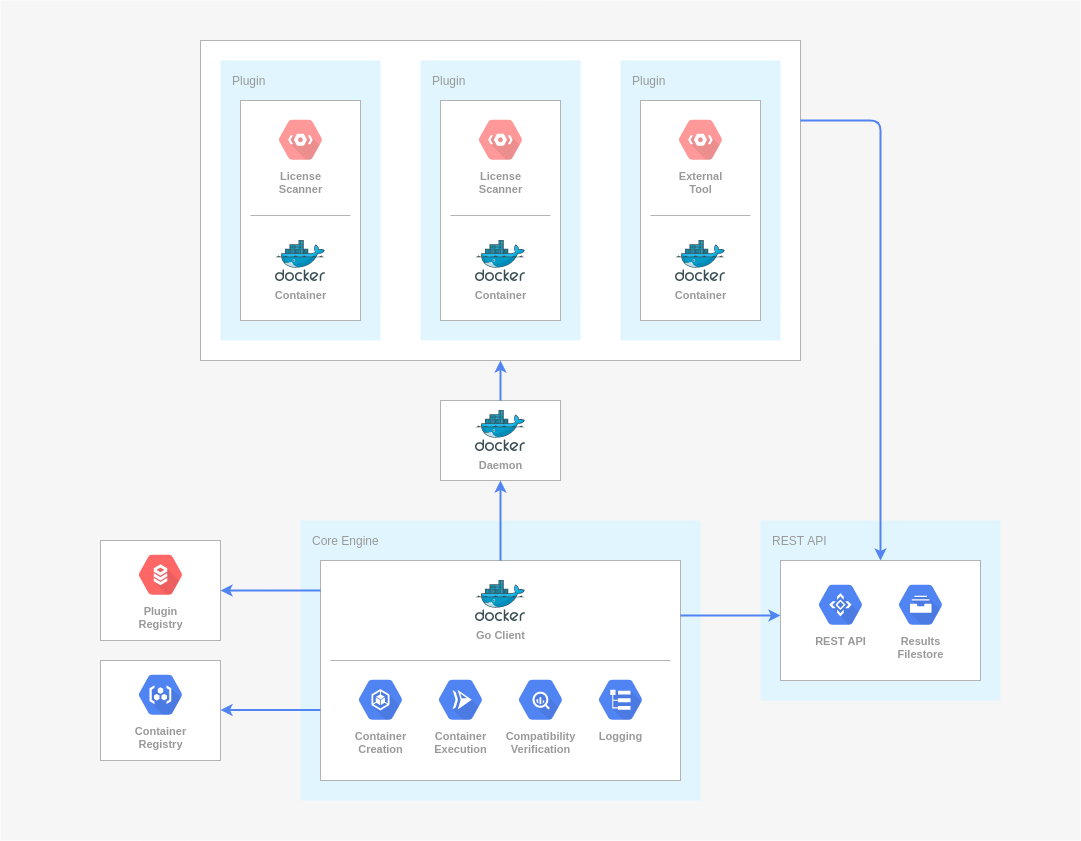 Plugin
License
Scanner
docker
Container
Plugin
License
Scanner
docker
Container
Plugin
External
Tool
docker
Container
docker
Daemon
Core Engine
docker
Go Client
Container
Creation
Container
Execution
Compatibility
Verification
Logging
Plugin
Registry
Container
Registry
REST API
REST API
Results
Filestore